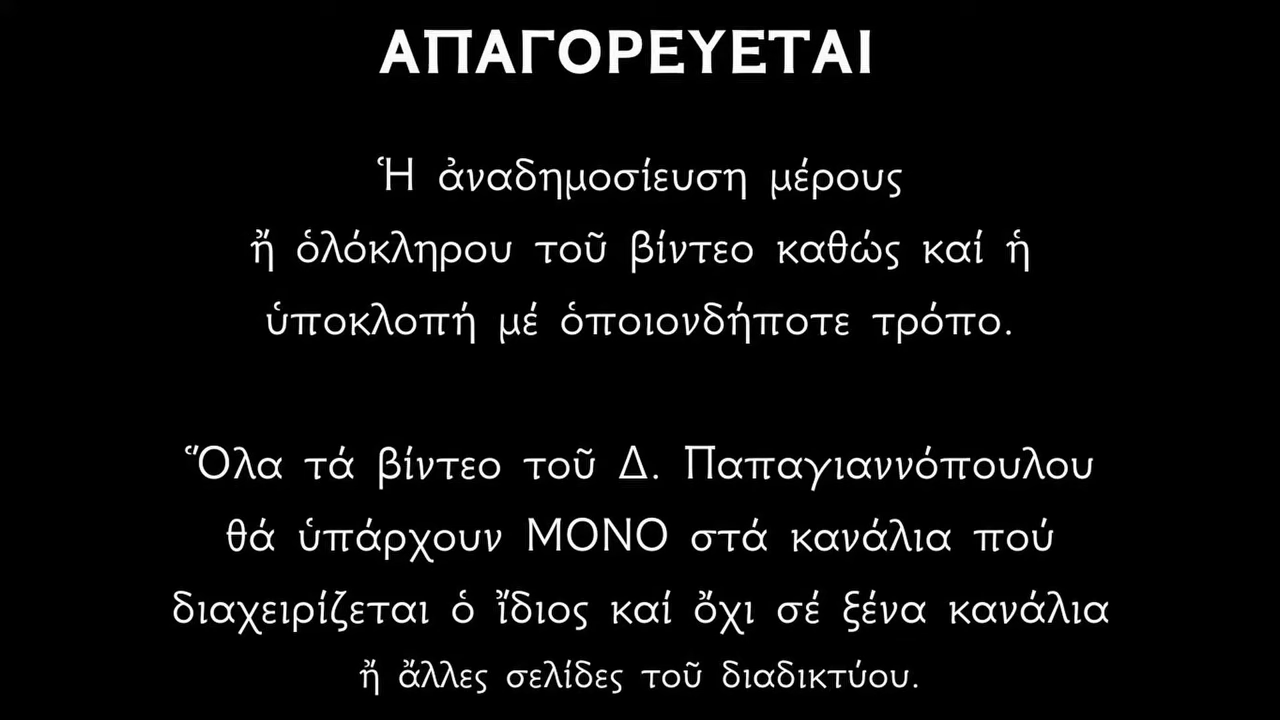 ΑΠΑΓΟΡΕΥΕΤΑΙ
Ἡ ἀναδημοσίευση μέρους
ἤ ὁλόκληρου τοῦ βίντεο καθώς καί ἡ
ὑποκλοπή μέ ὁποιονδήποτε τρόπο.
Ὅλα τά βίντεο τοῦ Δ. Παπαγιαννόπουλου
θά ὑπάρχουν ΜΟΝΟ στά κανάλια πού
διαχειρίζεται ὁ ἴδιος καί ὄχι σέ ξένα κανάλια
ἤ ἄλλες σελίδες τοῦ διαδικτύου.